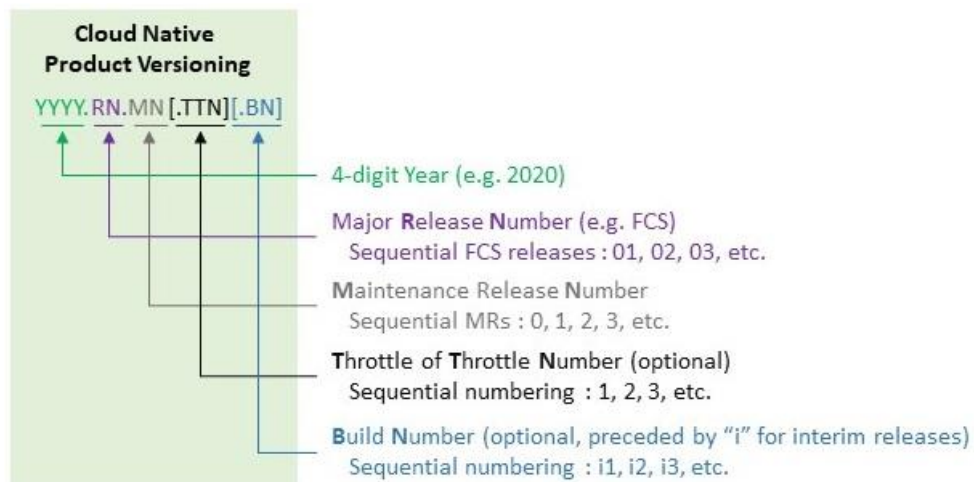 Cloud Native
Product Versioning
YYYY.RN.MN[.TTN][.BN]
4-digit Year (e.g. 2020)
Major Release Number (e.g. FCS)
Sequential FCS releases : 01, 02, 03, etc.
Maintenance Release Number
Sequential MRs : 0, 1, 2, 3, etc.
Throttle of Throttle Number (optional)
Sequential numbering : 1, 2, 3, etc.
Build Number (optional, preceded by “i” for interim releases)
Sequential numbering : i1, i2, i3, etc.